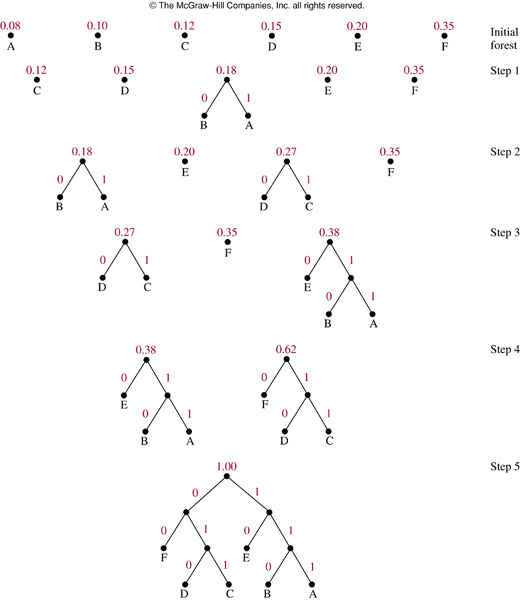 © The McGraw-Hill Companies, Inc. all rights reserved.
0.08 0.10 0.12 0.15 0.20 0.35 Initial
A B C D E F forest
0.12 0.15 0.18 0.20 0.35 Step 1
C D 0 1 E F
B A
0.18 0.20 0.27 0.35 Step 2
0 1 E 0 1 F
B A D C
0.27 0.35 0.38 Step 3
0 1 F 0 1
D C E 0 1
B A
0.38 0.62 Step 4
0 1 0 1
E 0 1 F 0 1
B A D C
1.00 Step 5
0 1
0 1 0 1
F 0 1 E 0 1
D C B A